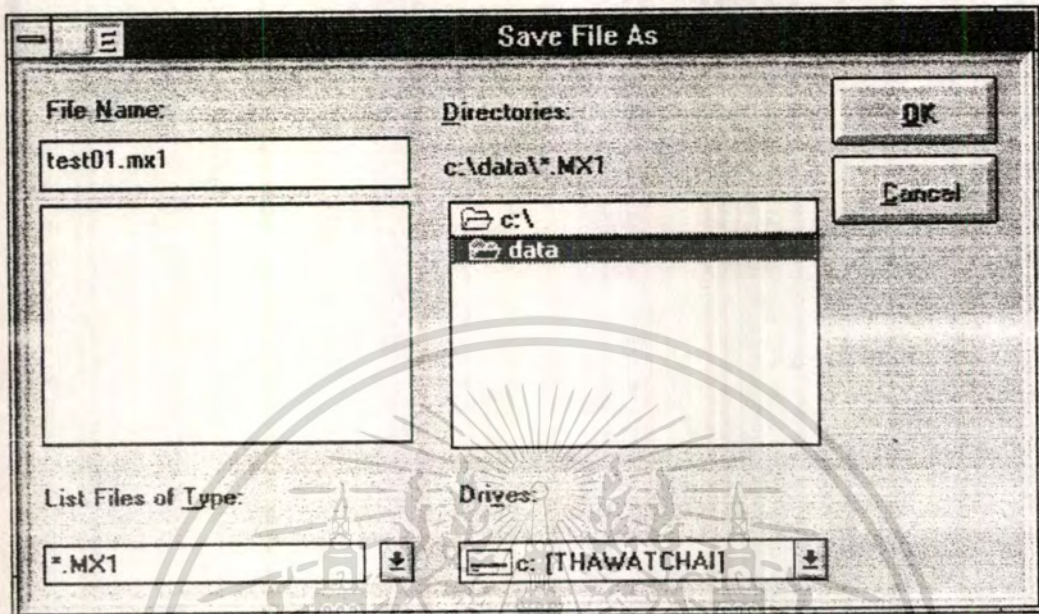 Save File As
File Name:
test01.mx1
Directories:
c:\data\*.MX1
c:\
data
OK
Cancel
List Files of Type:
*.MX1
Drives:
c: [THAWATCHAI]